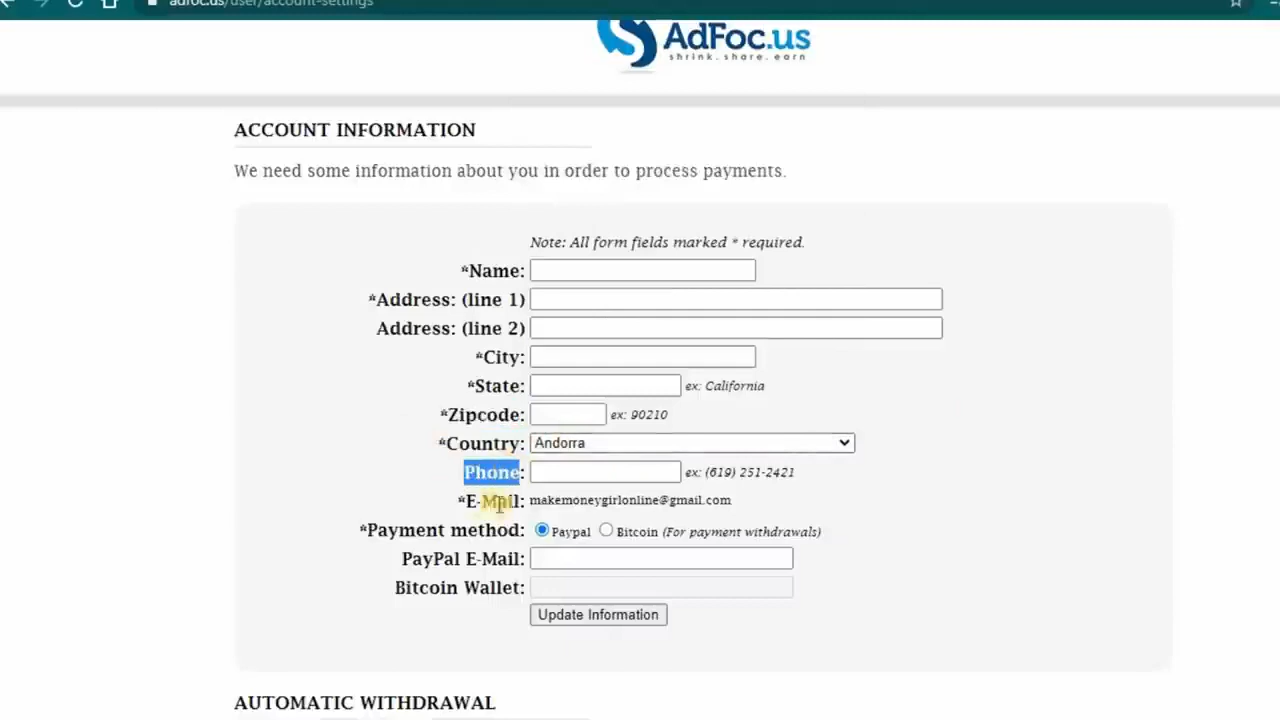 adfoc.us/user/account-settings
AdFoc.us
shrink.share.earn
ACCOUNT INFORMATION
We need some information about you in order to process payments.
Note: All form fields marked * required.
*Name:
*Address: (line 1)
Address: (line 2)
*City:
*State: ex: California
*Zipcode: ex: 90210
*Country: Andorra
Phone: ex: (619) 251-2421
*E-Mail: makemoneygirlonline@gmail.com
*Payment method: Paypal Bitcoin (For payment withdrawals)
PayPal E-Mail:
Bitcoin Wallet:
Update Information
AUTOMATIC WITHDRAWAL